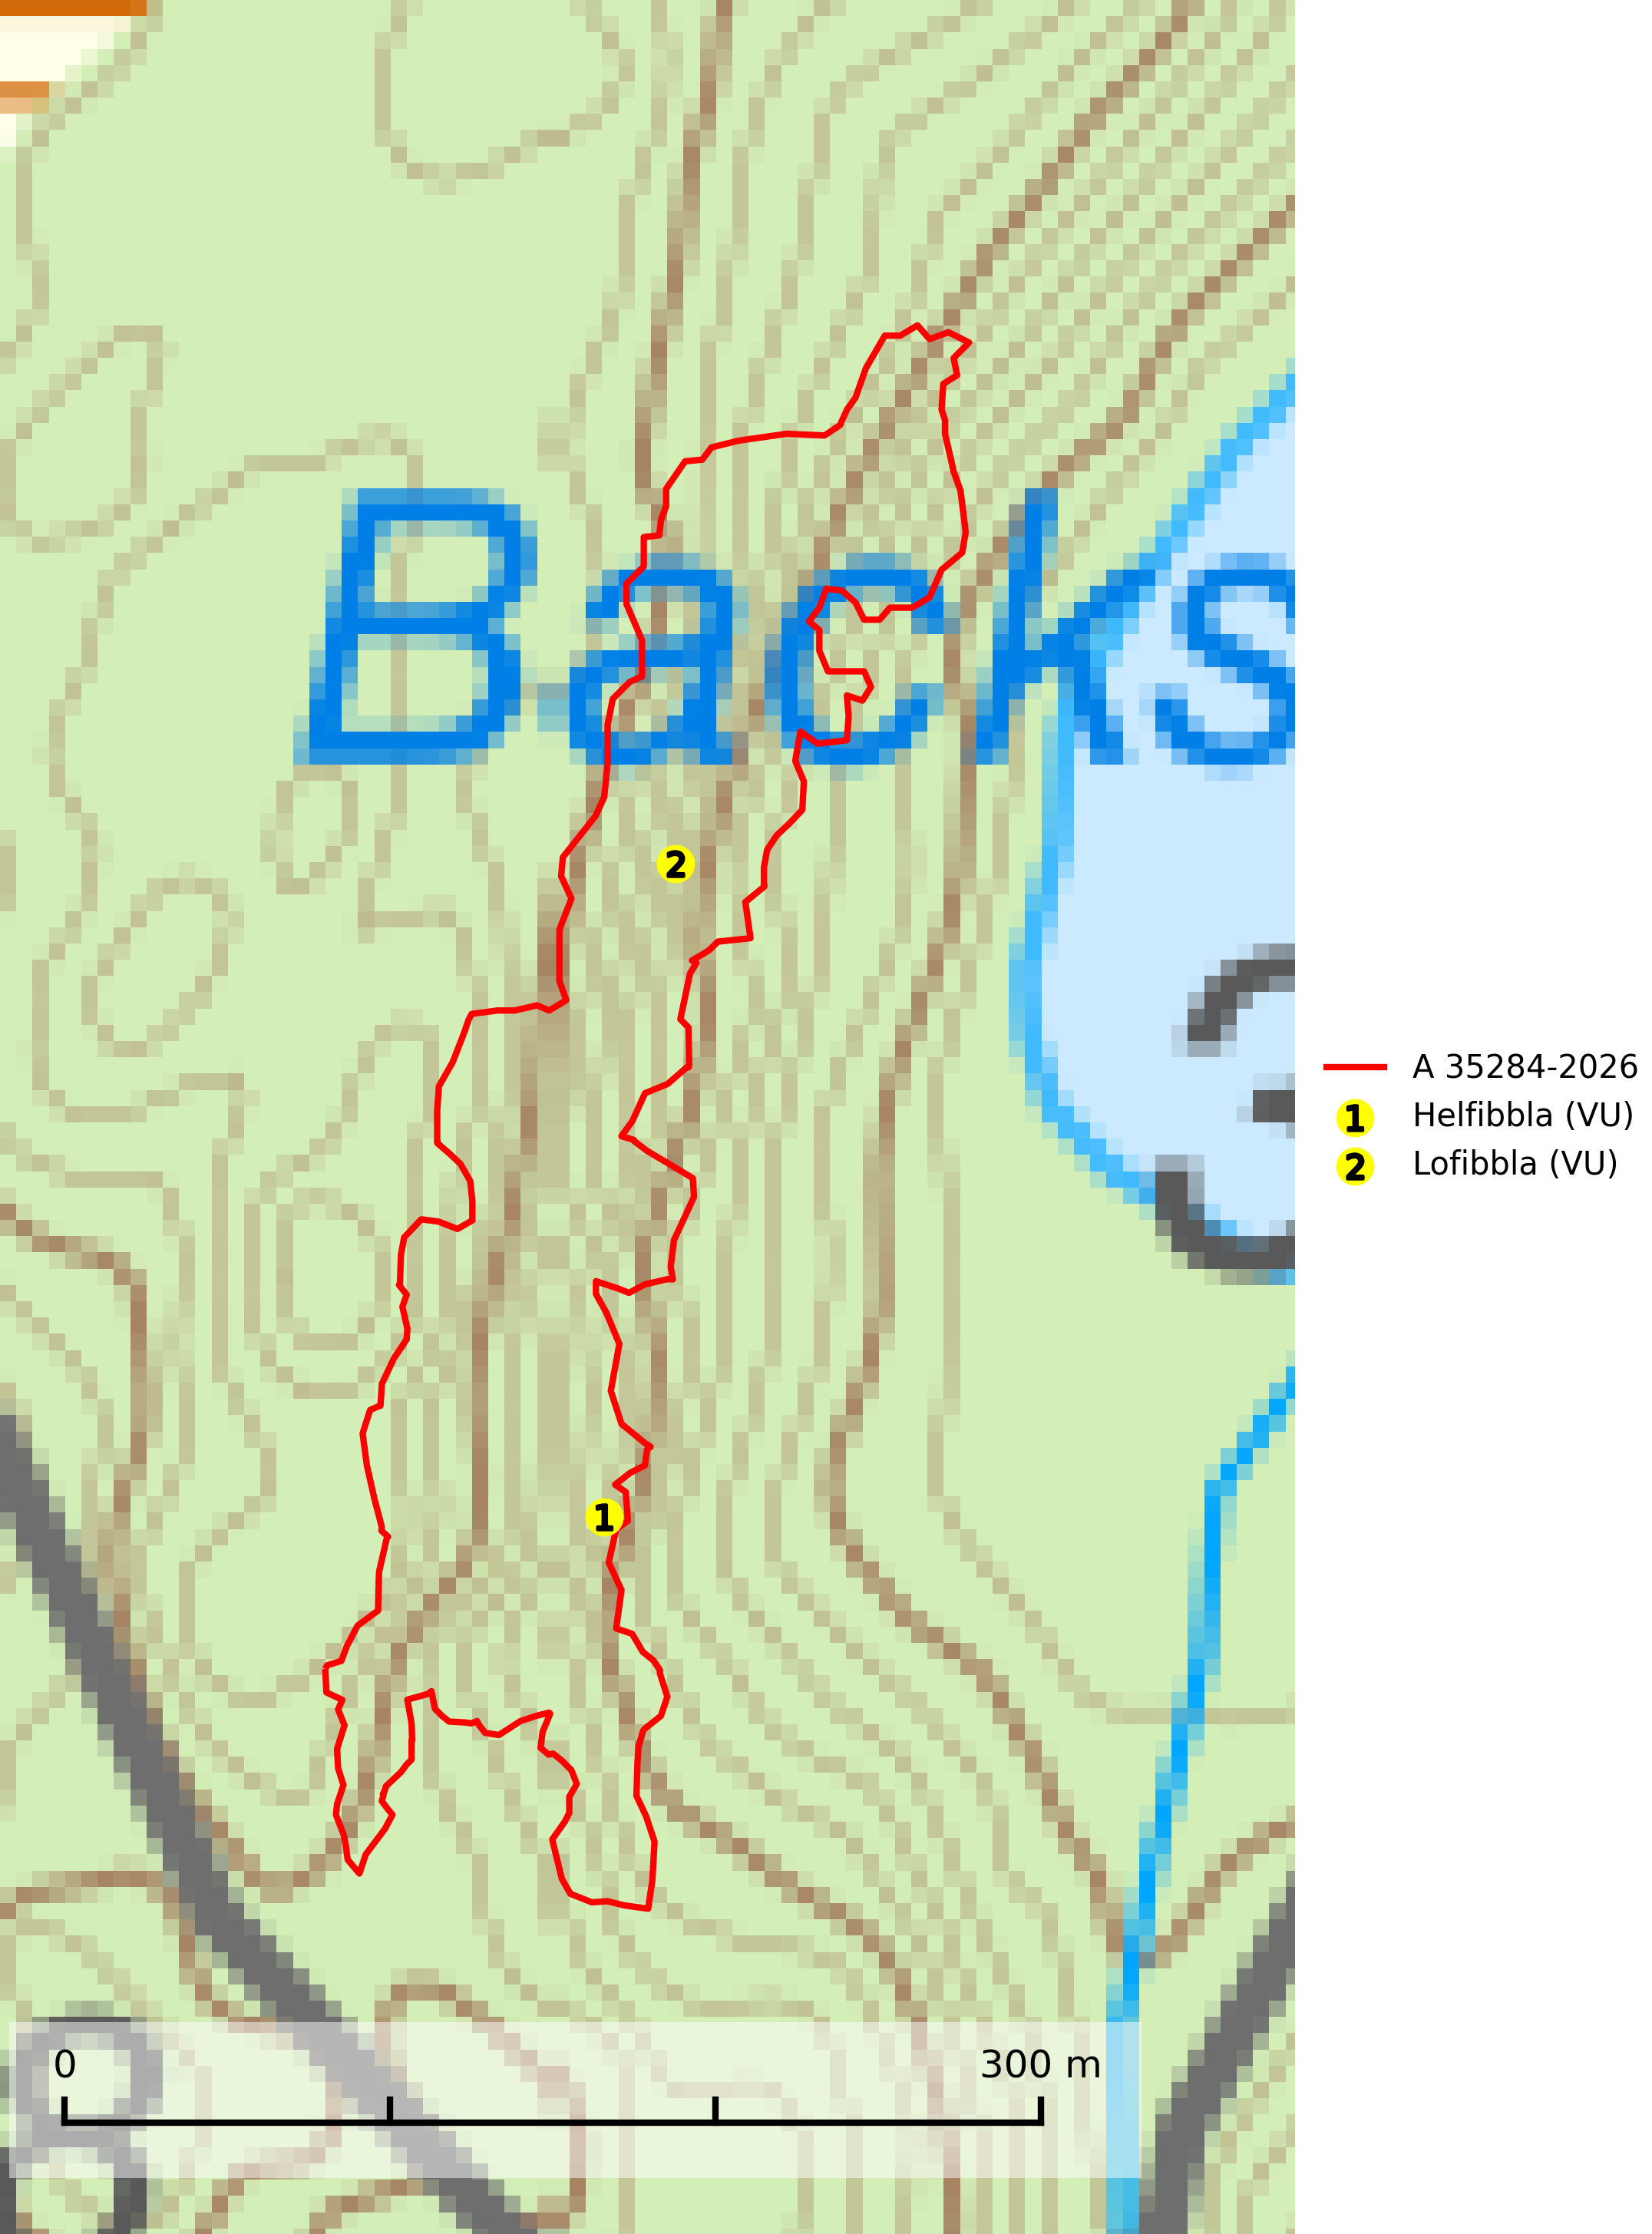 Backs
2
1
A 35284-2026
1 Helfibbla (VU)
2 Lofibbla (VU)
0 300 m